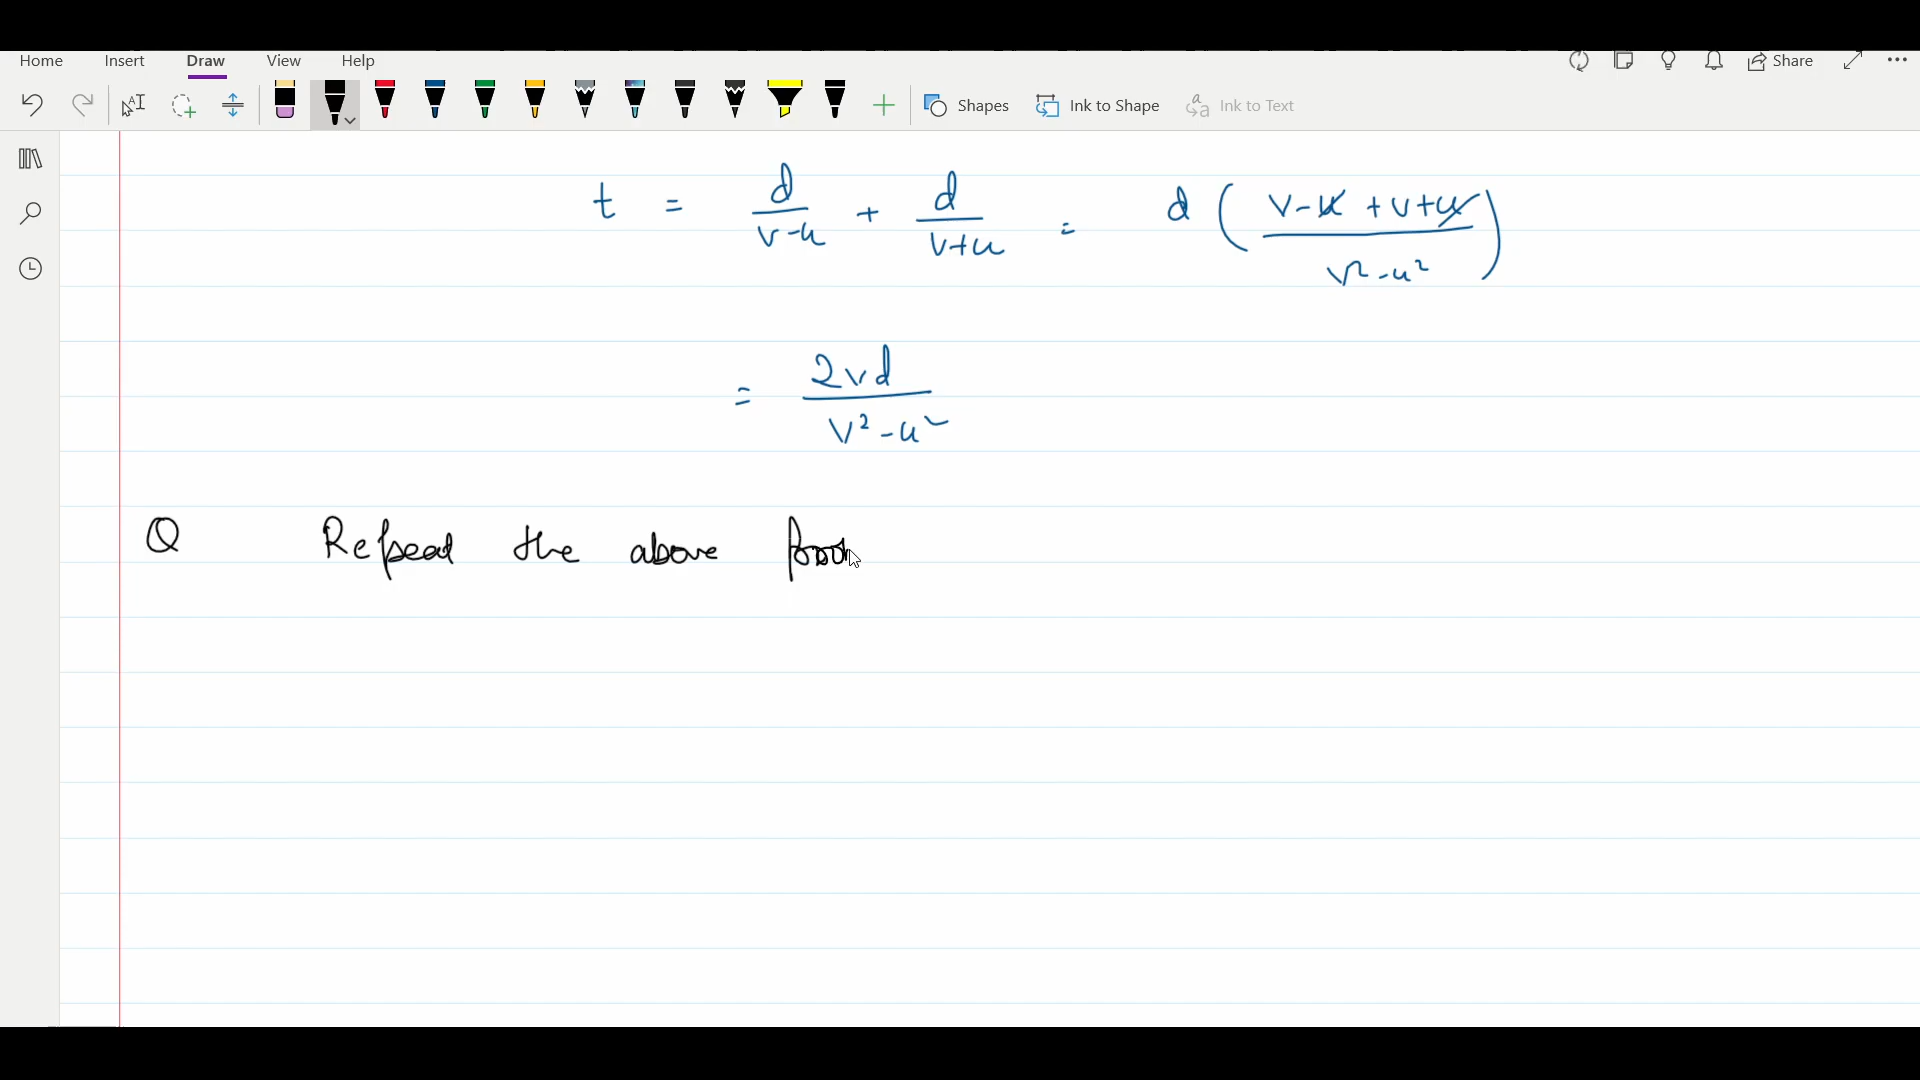 Home Insert Draw View Help Share
Shapes Ink to Shape Ink to Text
t = d/(v-u) + d/(v+u) = d ( (v-u + v+u)/(v²-u²) )
= 2vd/(v²-u²)
Q Repeat the above